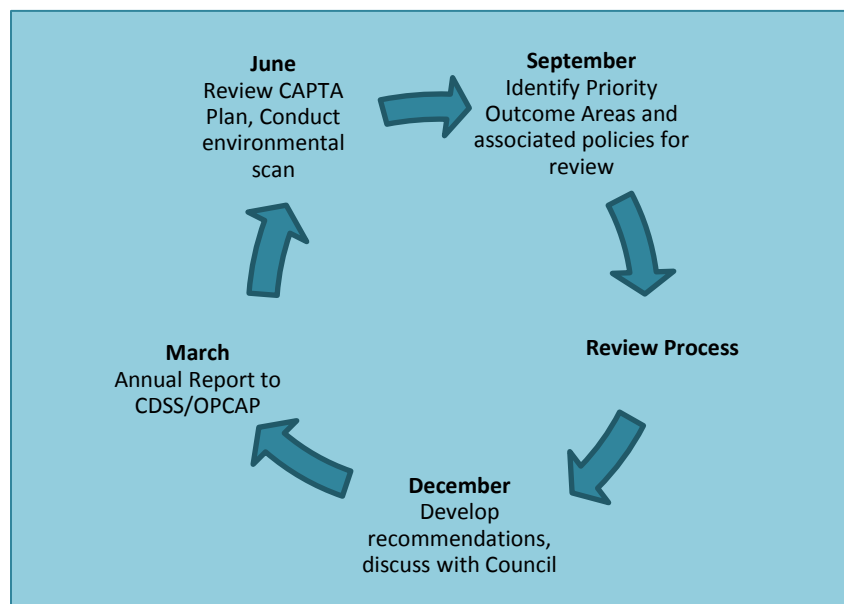 June
Review CAPTA
Plan, Conduct
environmental
scan
September
Identify Priority
Outcome Areas and
associated policies for
review
Review Process
December
Develop
recommendations,
discuss with Council
March
Annual Report to
CDSS/OPCAP